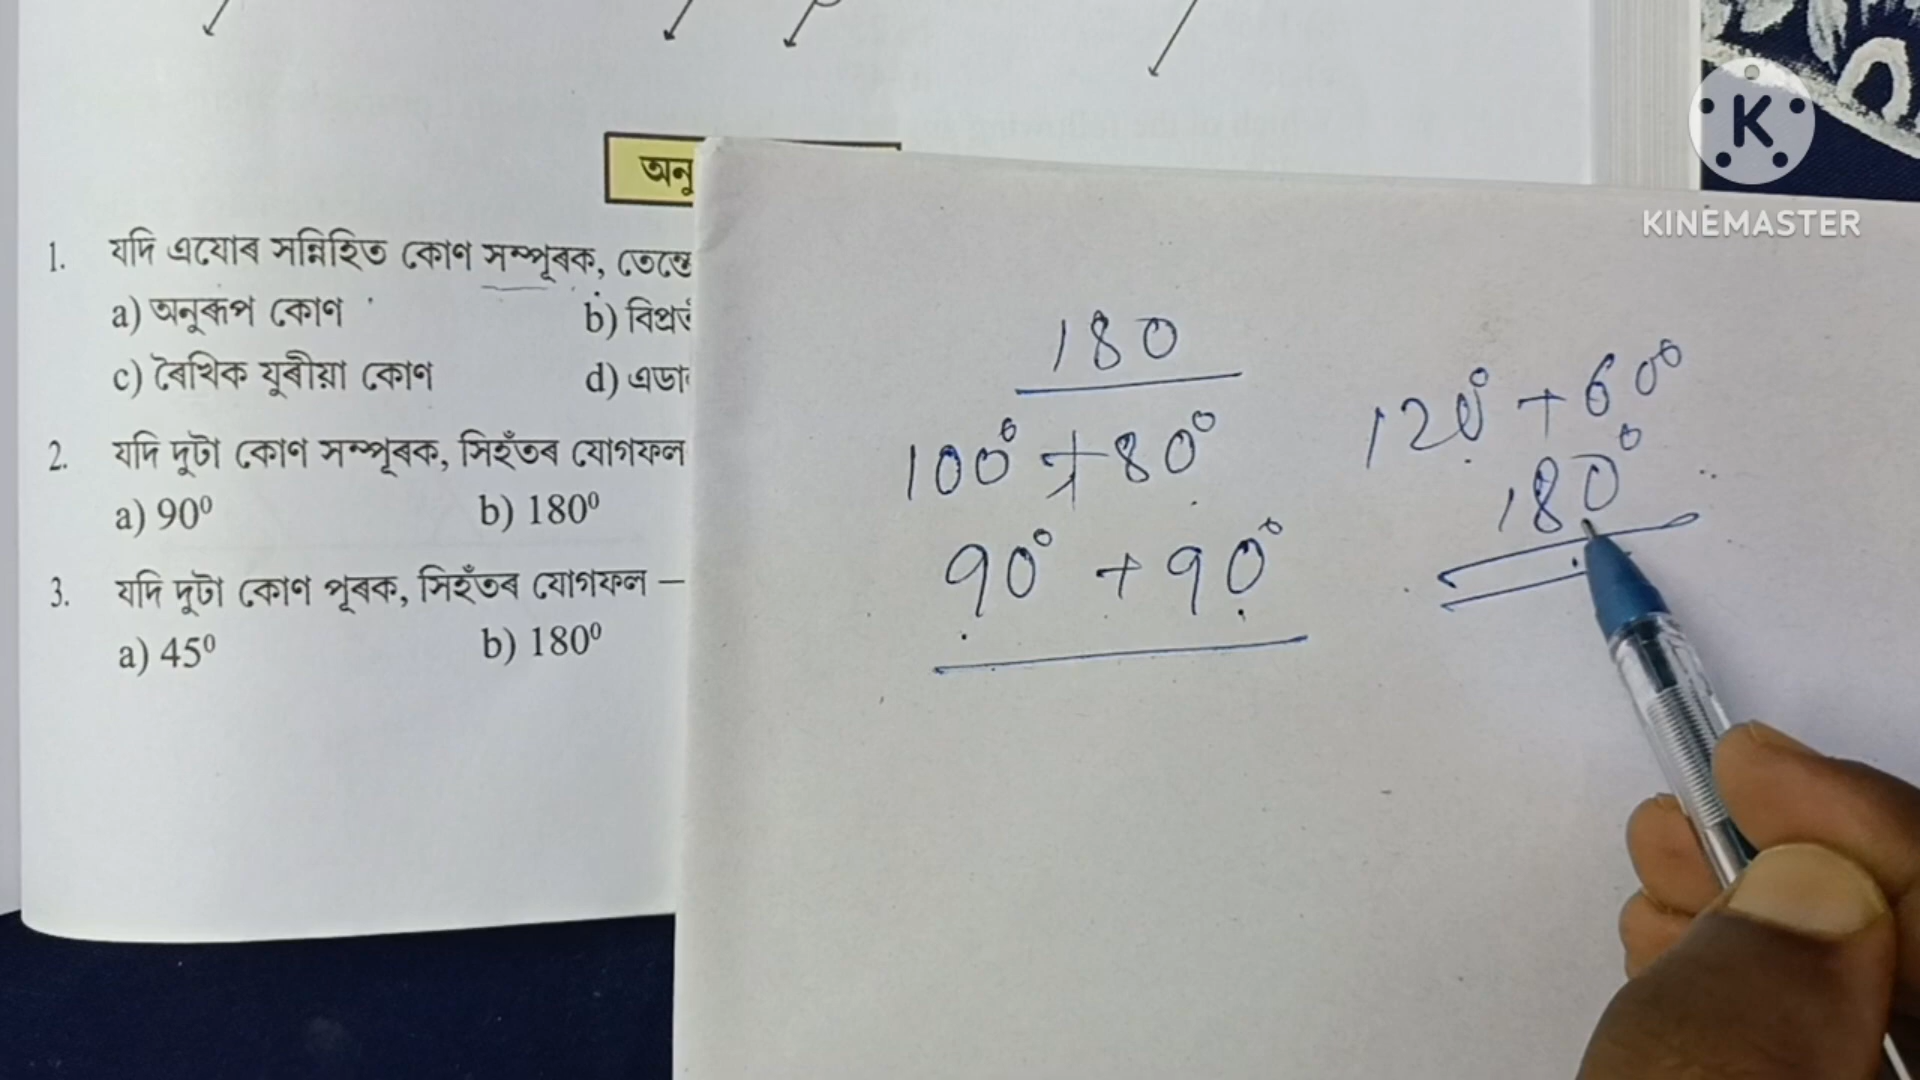 অনু
1. যদি এযোৰ সন্নিহিত কোণ সম্পূৰক, তেন্তে
a) অনুৰূপ কোণ b)
c) ৰৈখিক যুৰীয়া কোণ d)
2. যদি দুটা কোণ সম্পূৰক, সিহঁতৰ যোগফল
a) 90⁰ b) 180⁰
3. যদি দুটা কোণ পূৰক, সিহঁতৰ যোগফল —
a) 45⁰ b) 180⁰
180
100° + 80°
90° + 90°
120° + 60°
180°
K
KINEMASTER